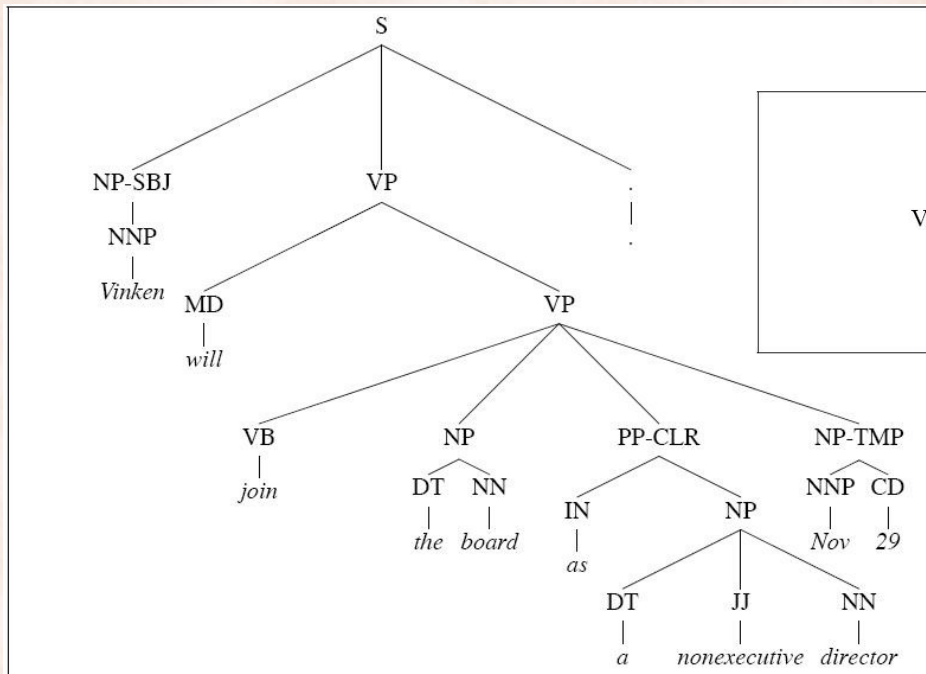 S
NP-SBJ VP .
NNP .
V
Vinken
MD VP
will
VB NP PP-CLR NP-TMP
join DT NN IN NP NNP CD
the board as Nov 29
DT JJ NN
a nonexecutive director